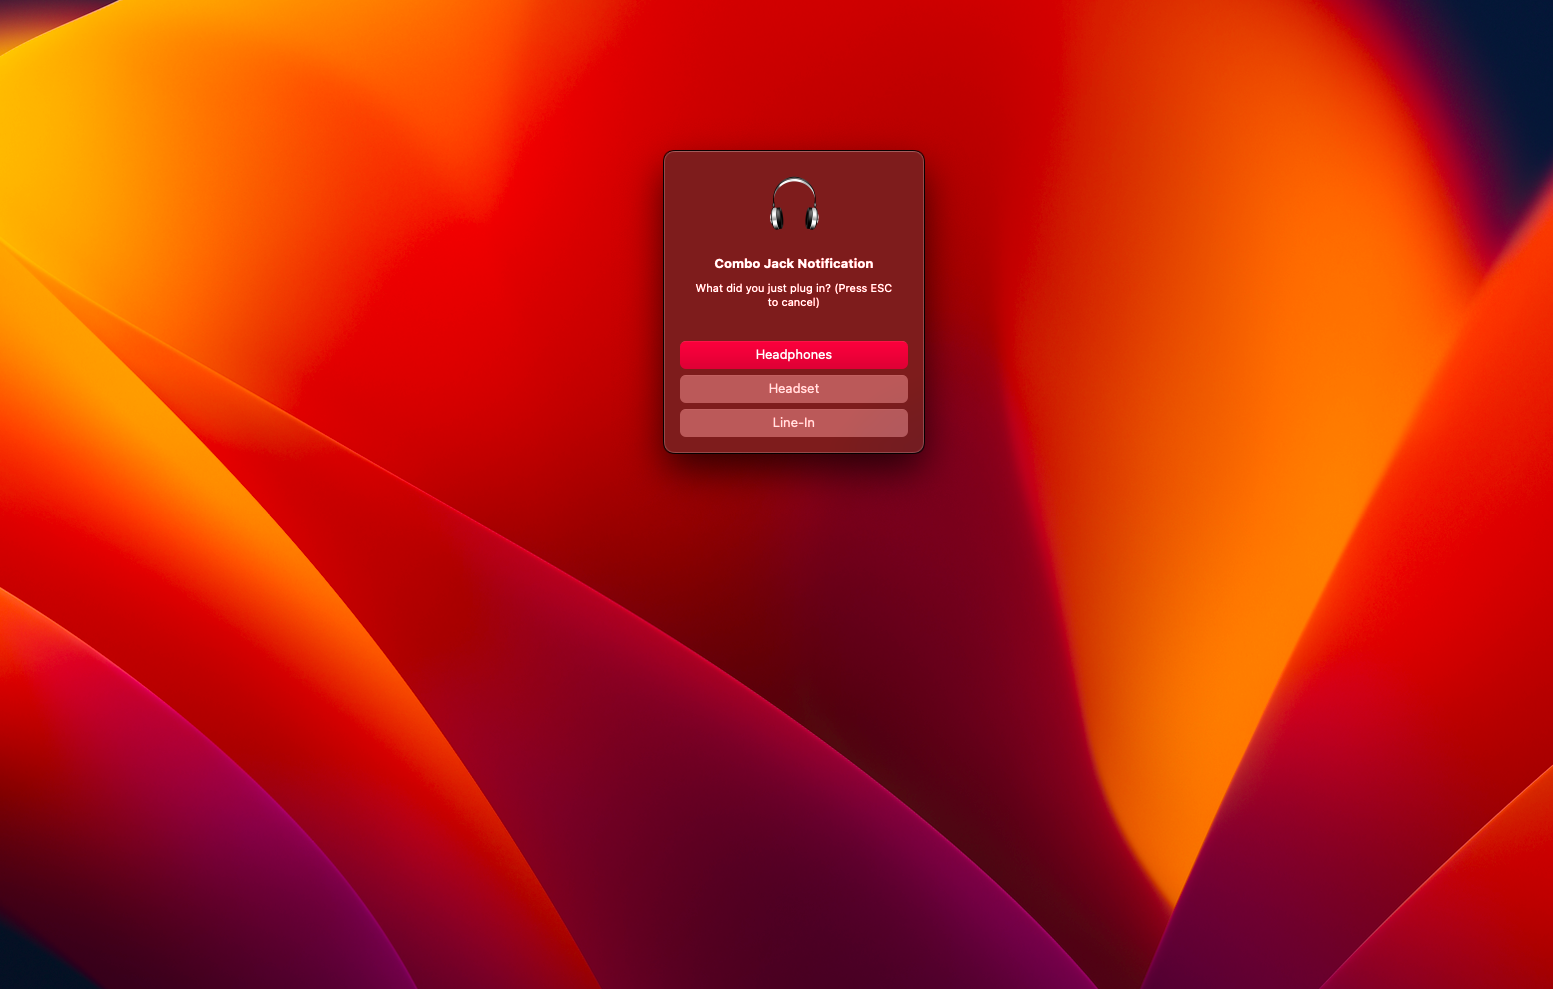 Combo Jack Notification
What did you just plug in? (Press ESC
to cancel)
Headphones
Headset
Line-In